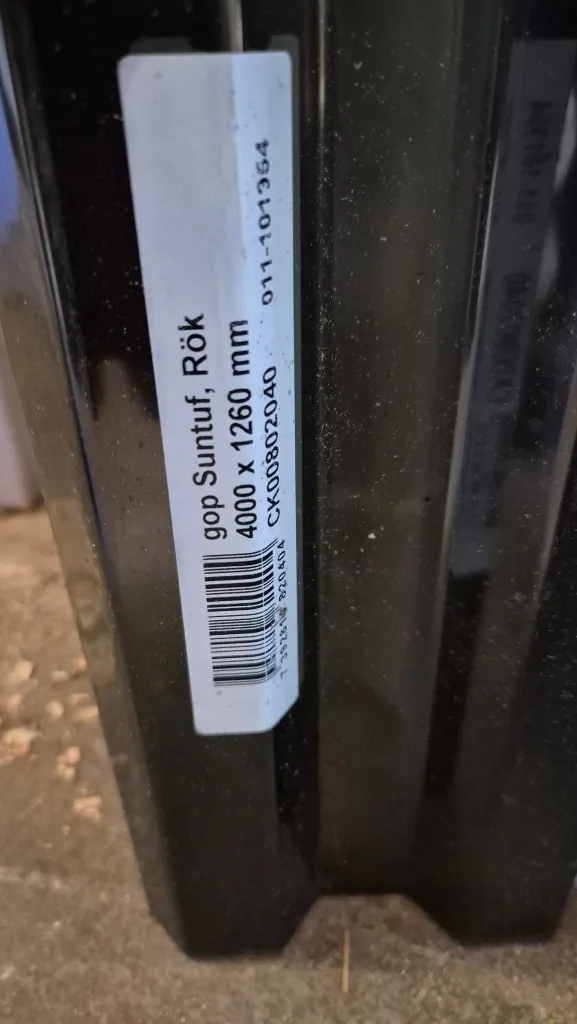 gop Suntuf, Rök
4000 x 1260 mm
CK00802040 011-101364